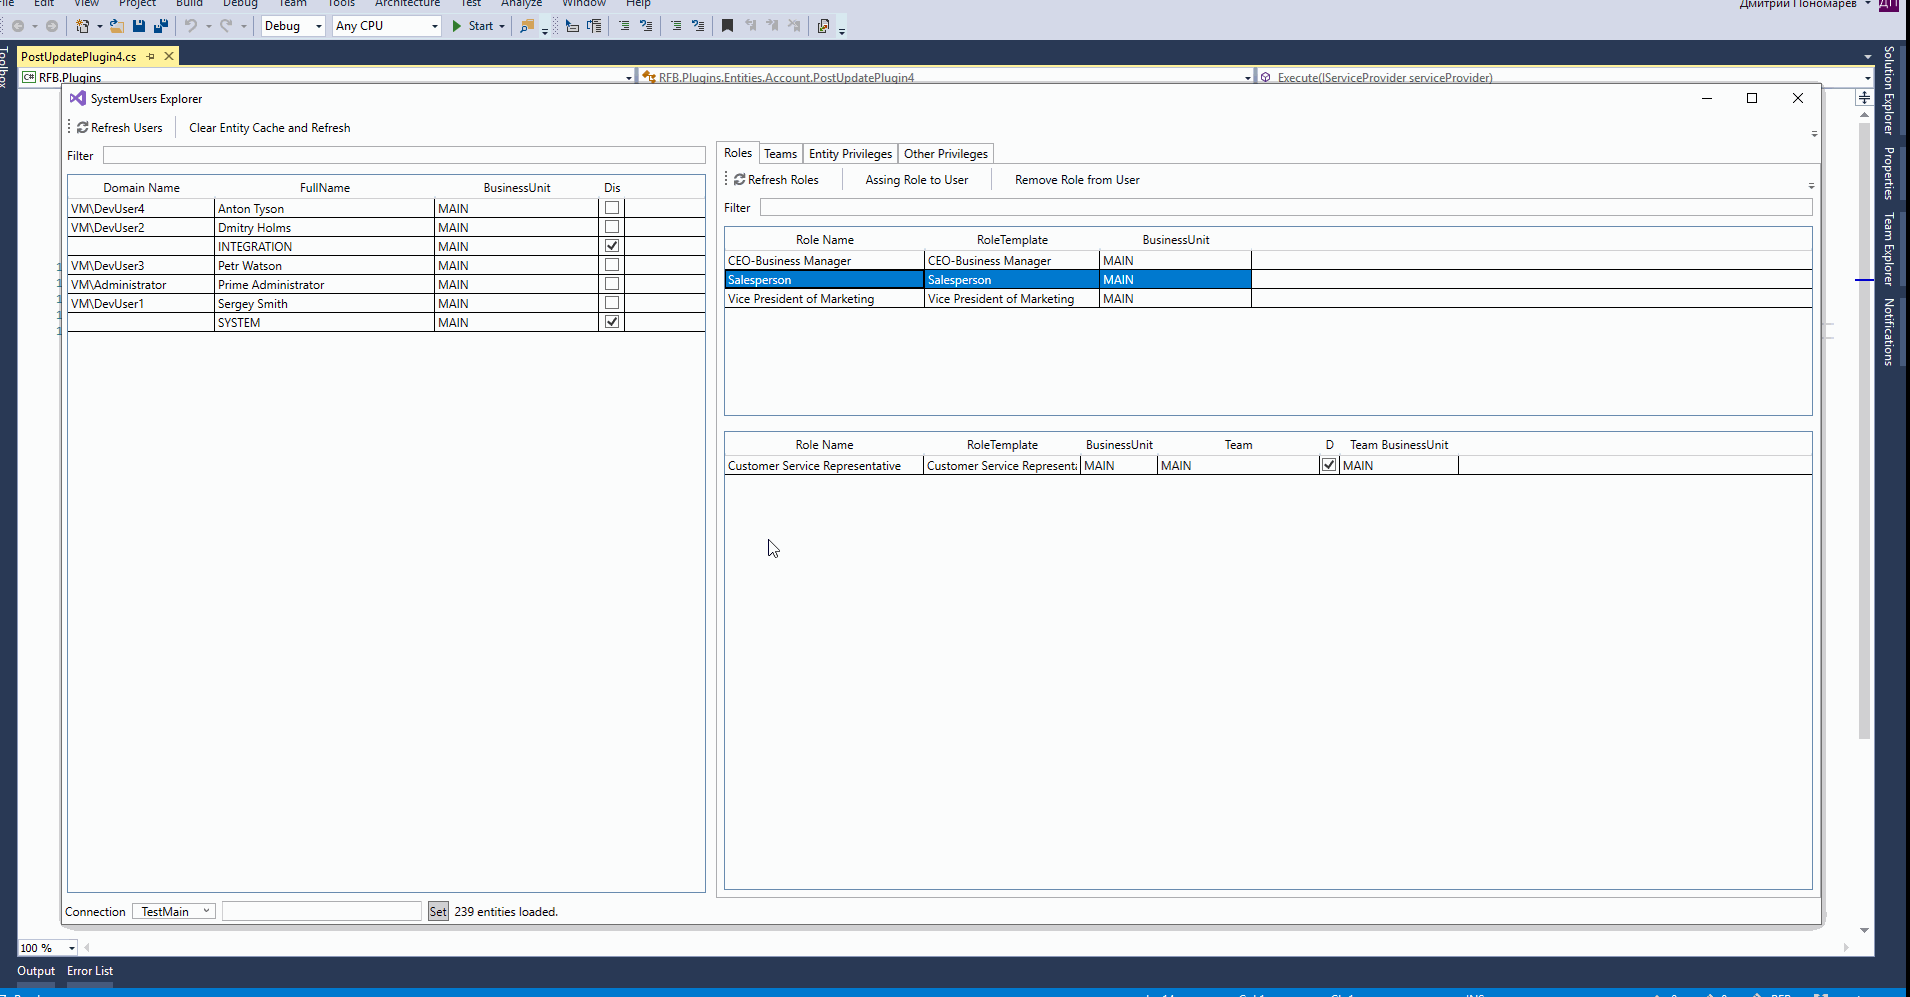 File Edit View Project Build Debug Team Tools Architecture Test Analyze Window Help
Дмитрий Пономарев ДП
Debug Any CPU Start
Toolbox
PostUpdatePlugin4.cs
C# RFB.Plugins RFB.Plugins.Entities.Account.PostUpdatePlugin4 Execute(IServiceProvider serviceProvider)
SystemUsers Explorer
Refresh Users Clear Entity Cache and Refresh
Filter
Domain Name FullName BusinessUnit Dis
VM\DevUser4 Anton Tyson MAIN
VM\DevUser2 Dmitry Holms MAIN
INTEGRATION MAIN
VM\DevUser3 Petr Watson MAIN
VM\Administrator Prime Administrator MAIN
VM\DevUser1 Sergey Smith MAIN
SYSTEM MAIN
Roles Teams Entity Privileges Other Privileges
Refresh Roles Assing Role to User Remove Role from User
Filter
Role Name RoleTemplate BusinessUnit
CEO-Business Manager CEO-Business Manager MAIN
Salesperson Salesperson MAIN
Vice President of Marketing Vice President of Marketing MAIN
Role Name RoleTemplate BusinessUnit Team D Team BusinessUnit
Customer Service Representative Customer Service Representa MAIN MAIN MAIN
Connection TestMain Set 239 entities loaded.
Solution Explorer
Properties
Team Explorer
Notifications
100 %
Output Error List